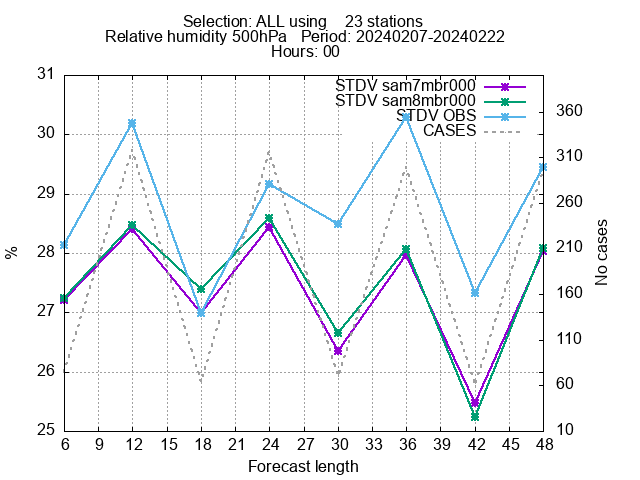 Selection: ALL using    23 stations
Relative humidity 500hPa   Period: 20240207-20240222
Hours: 00
STDV sam7mbr000
STDV sam8mbr000
STDV OBS
CASES
31
30
29
28
27
26
25
%
360
310
260
210
160
110
60
10
No cases
6 9 12 15 18 21 24 27 30 33 36 39 42 45 48
Forecast length